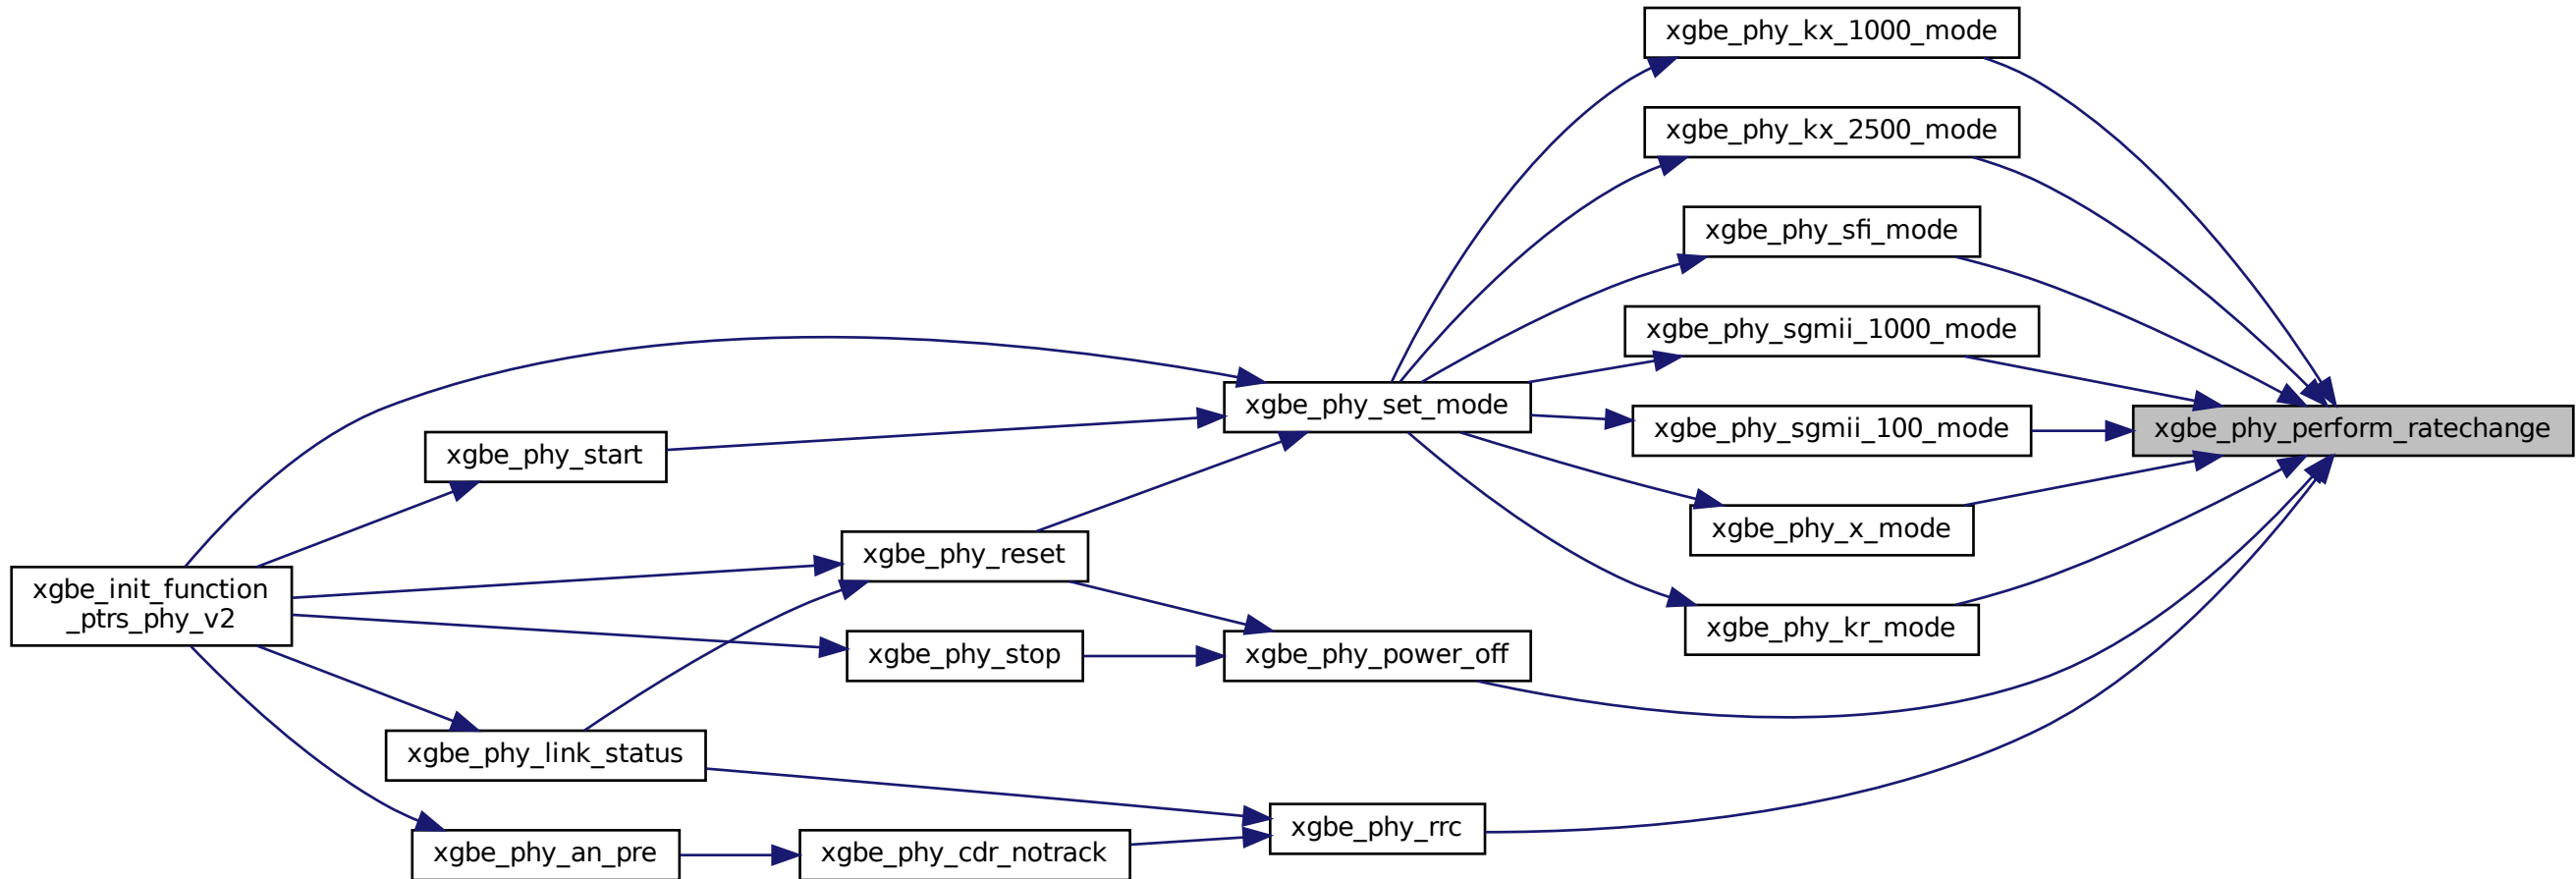 xgbe_phy_kx_1000_mode
xgbe_phy_kx_2500_mode
xgbe_phy_sfi_mode
xgbe_phy_sgmii_1000_mode
xgbe_phy_set_mode
xgbe_phy_sgmii_100_mode
xgbe_phy_perform_ratechange
xgbe_phy_start
xgbe_phy_x_mode
xgbe_phy_reset
xgbe_init_function
_ptrs_phy_v2
xgbe_phy_kr_mode
xgbe_phy_stop
xgbe_phy_power_off
xgbe_phy_link_status
xgbe_phy_rrc
xgbe_phy_an_pre
xgbe_phy_cdr_notrack